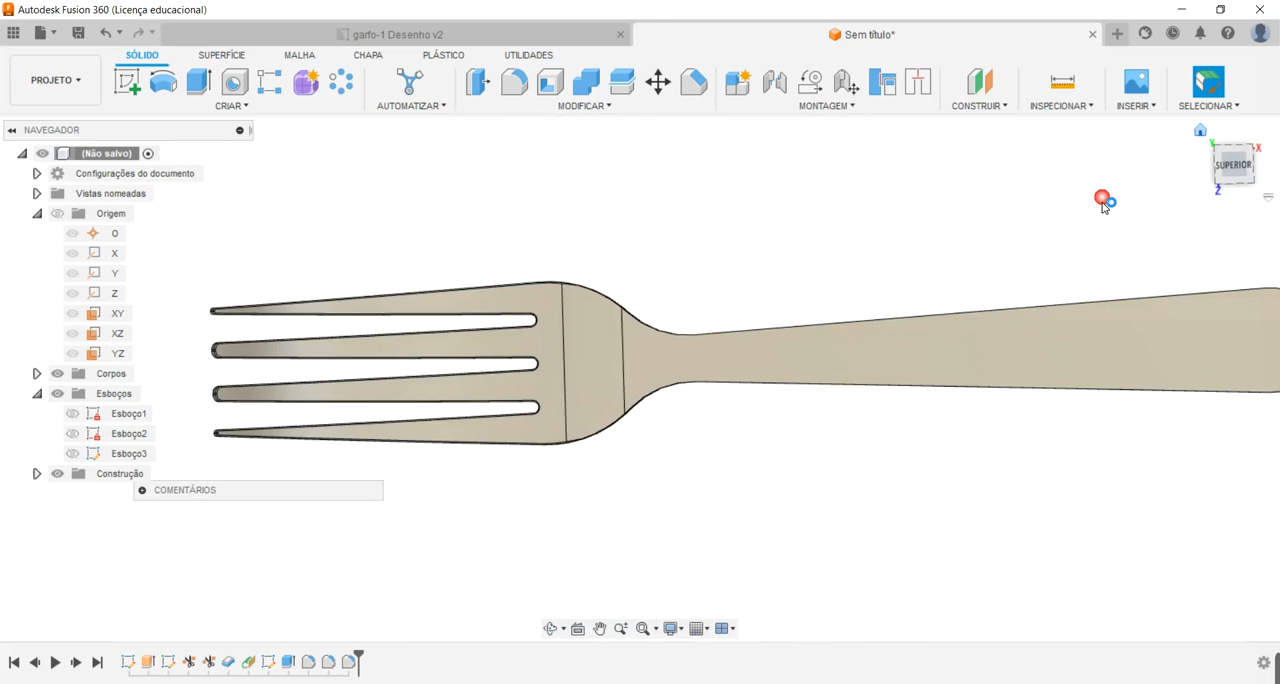 Autodesk Fusion 360 (Licença educacional)
garfo-1 Desenho v2
Sem título*
PROJETO
SÓLIDO SUPERFÍCIE MALHA CHAPA PLÁSTICO UTILIDADES
CRIAR AUTOMATIZAR MODIFICAR MONTAGEM CONSTRUIR INSPECIONAR INSERIR SELECIONAR
NAVEGADOR
(Não salvo)
Configurações do documento
Vistas nomeadas
Origem
O
X
Y
Z
XY
XZ
YZ
Corpos
Esboços
Esboço1
Esboço2
Esboço3
Construção
COMENTÁRIOS
Y
X
SUPERIOR
Z